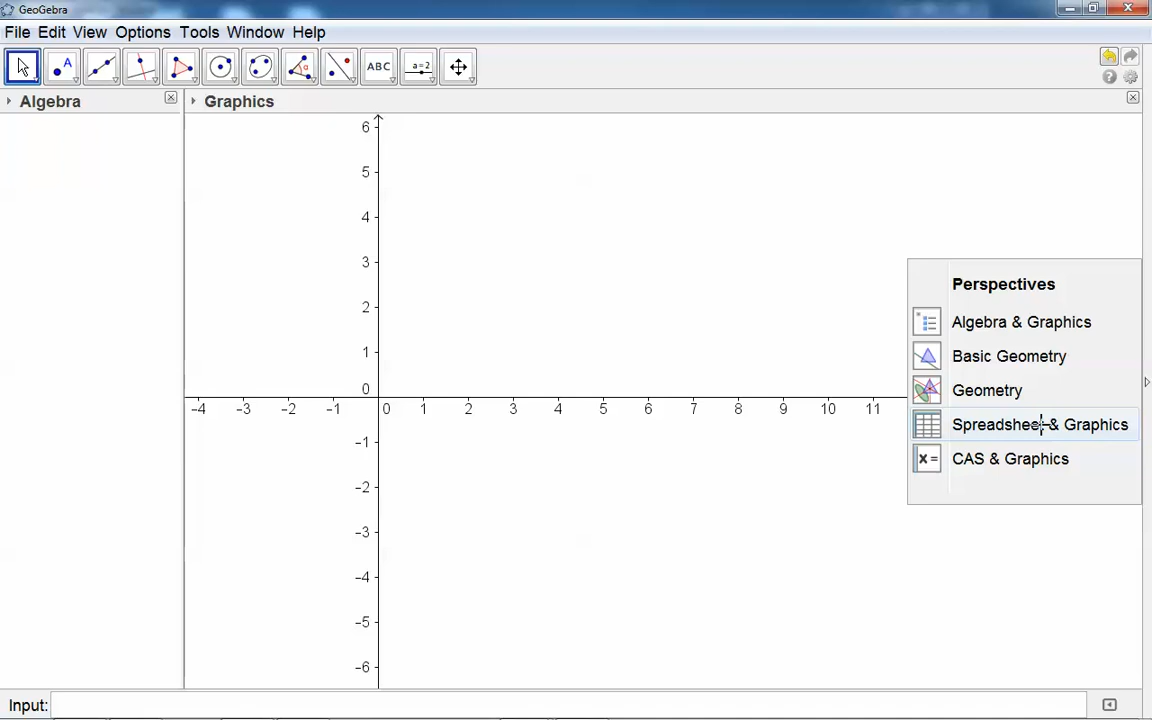 GeoGebra
File Edit View Options Tools Window Help
A α ABC a=2
Algebra Graphics
6
5
4
3
2
1
0
-4 -3 -2 -1 0 1 2 3 4 5 6 7 8 9 10 11
-1
-2
-3
-4
-5
-6
Perspectives
Algebra & Graphics
Basic Geometry
Geometry
Spreadsheet & Graphics
x= CAS & Graphics
Input: